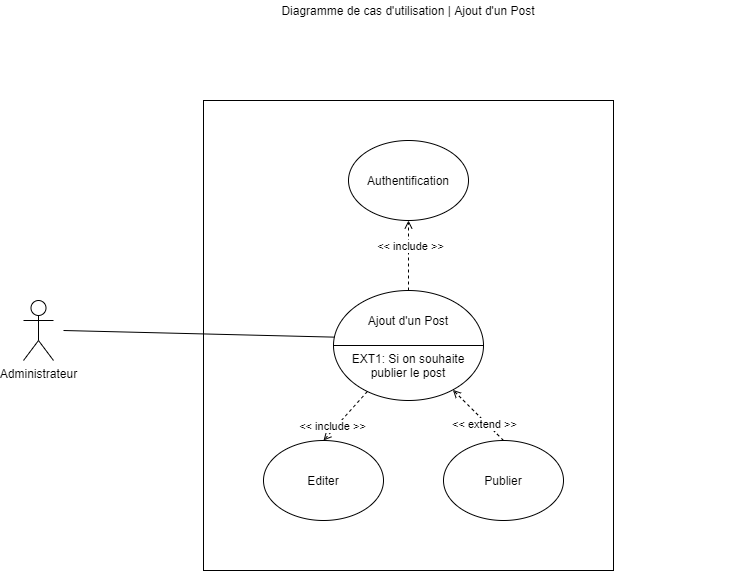 Diagramme de cas d'utilisation | Ajout d'un Post
Authentification
<< include >>
Ajout d'un Post
EXT1: Si on souhaite
publier le post
Administrateur
<< include >>
<< extend >>
Editer
Publier